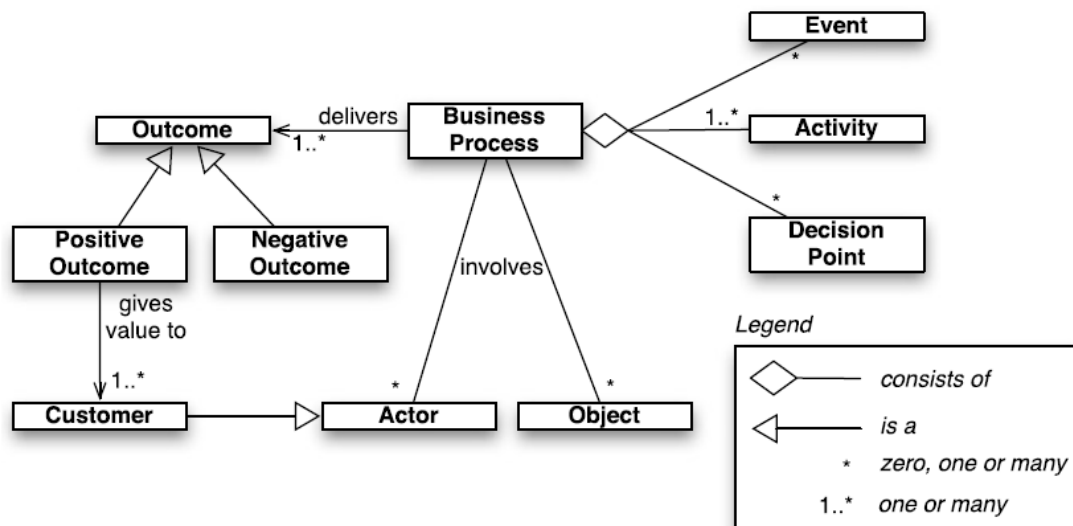 Event
*
delivers
Business
Process
1..*
Activity
Outcome
1..*
*
Decision
Point
Positive
Outcome
Negative
Outcome
involves
gives
value to
1..*
*
*
Customer
Actor
Object
Legend
consists of
is a
* zero, one or many
1..* one or many